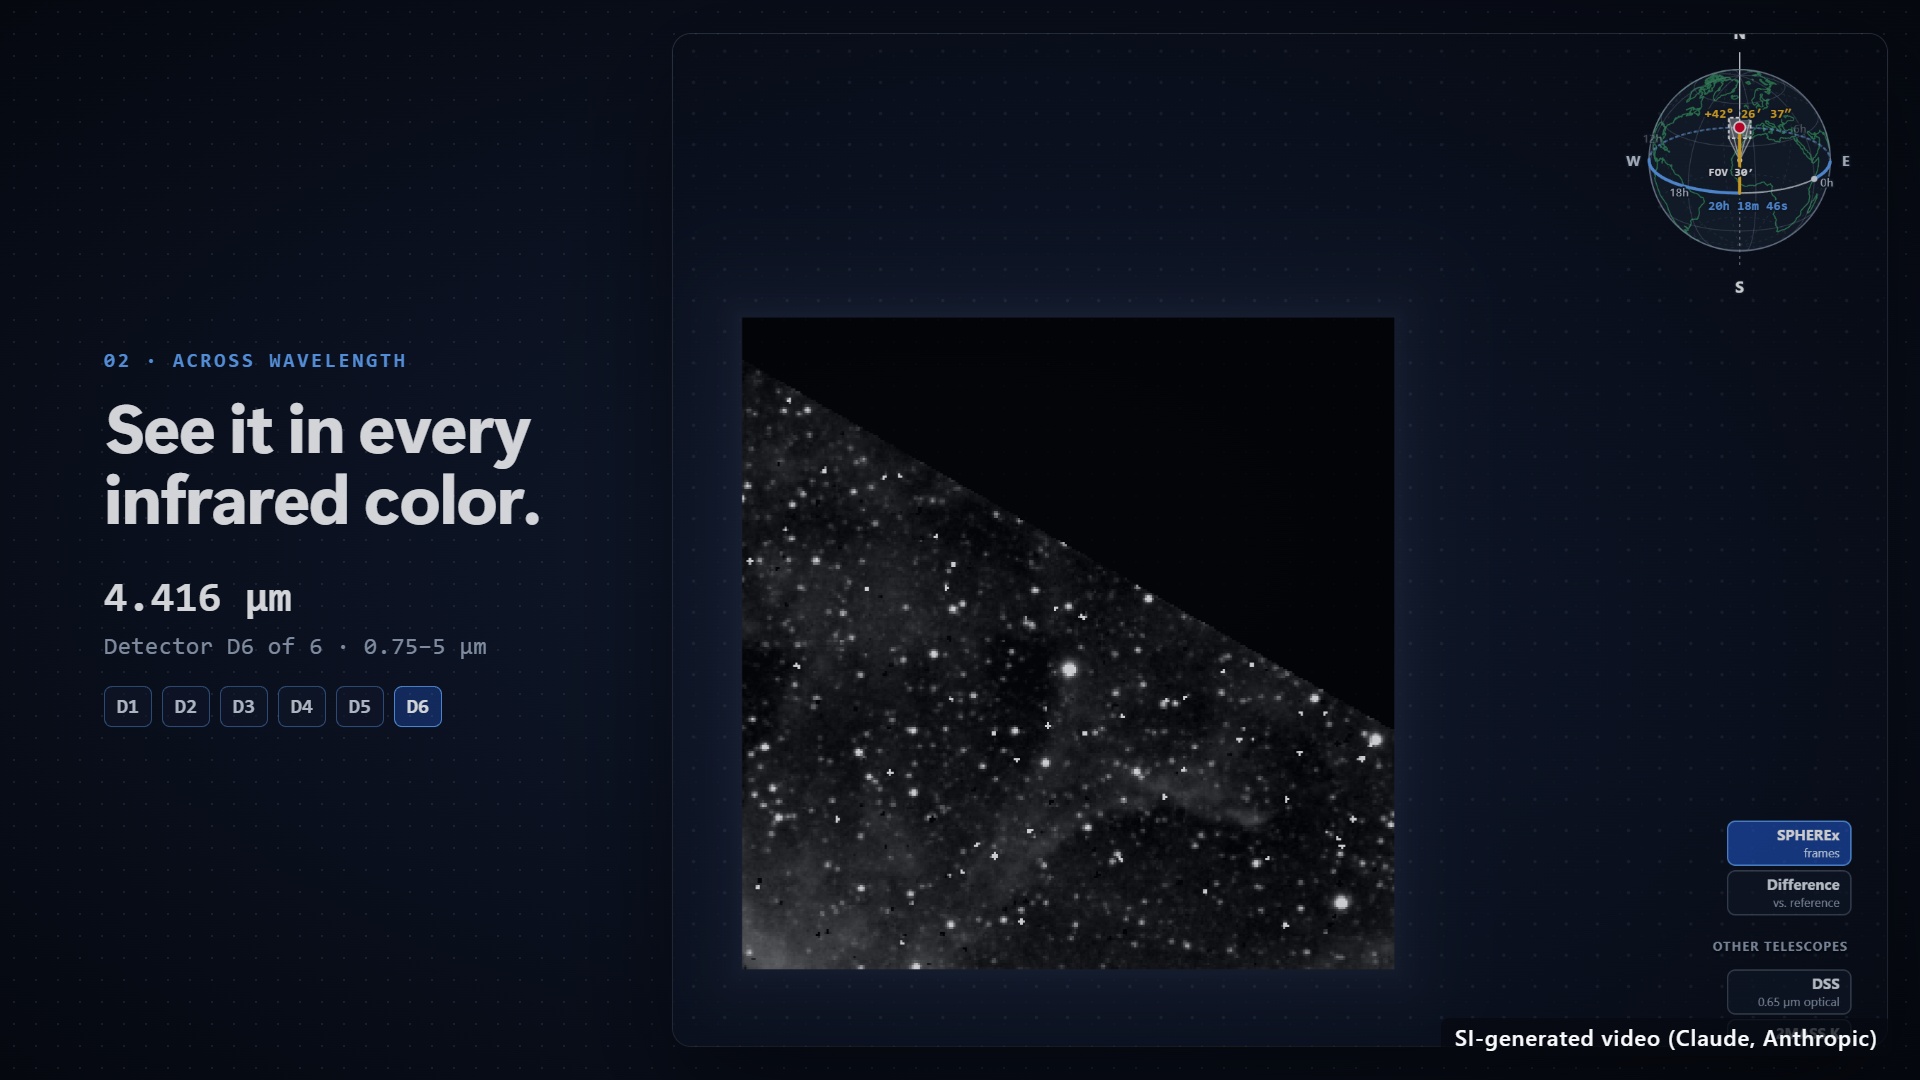 02 · ACROSS WAVELENGTH
See it in every
infrared color.
4.416 µm
Detector D6 of 6 · 0.75–5 µm
D1 D2 D3 D4 D5 D6
N
+42° 26′ 37″
W
E
FOV 30′
18h
0h
20h 18m 46s
S
SPHEREx
frames
Difference
vs. reference
OTHER TELESCOPES
DSS
0.65 µm optical
SI-generated video (Claude, Anthropic)